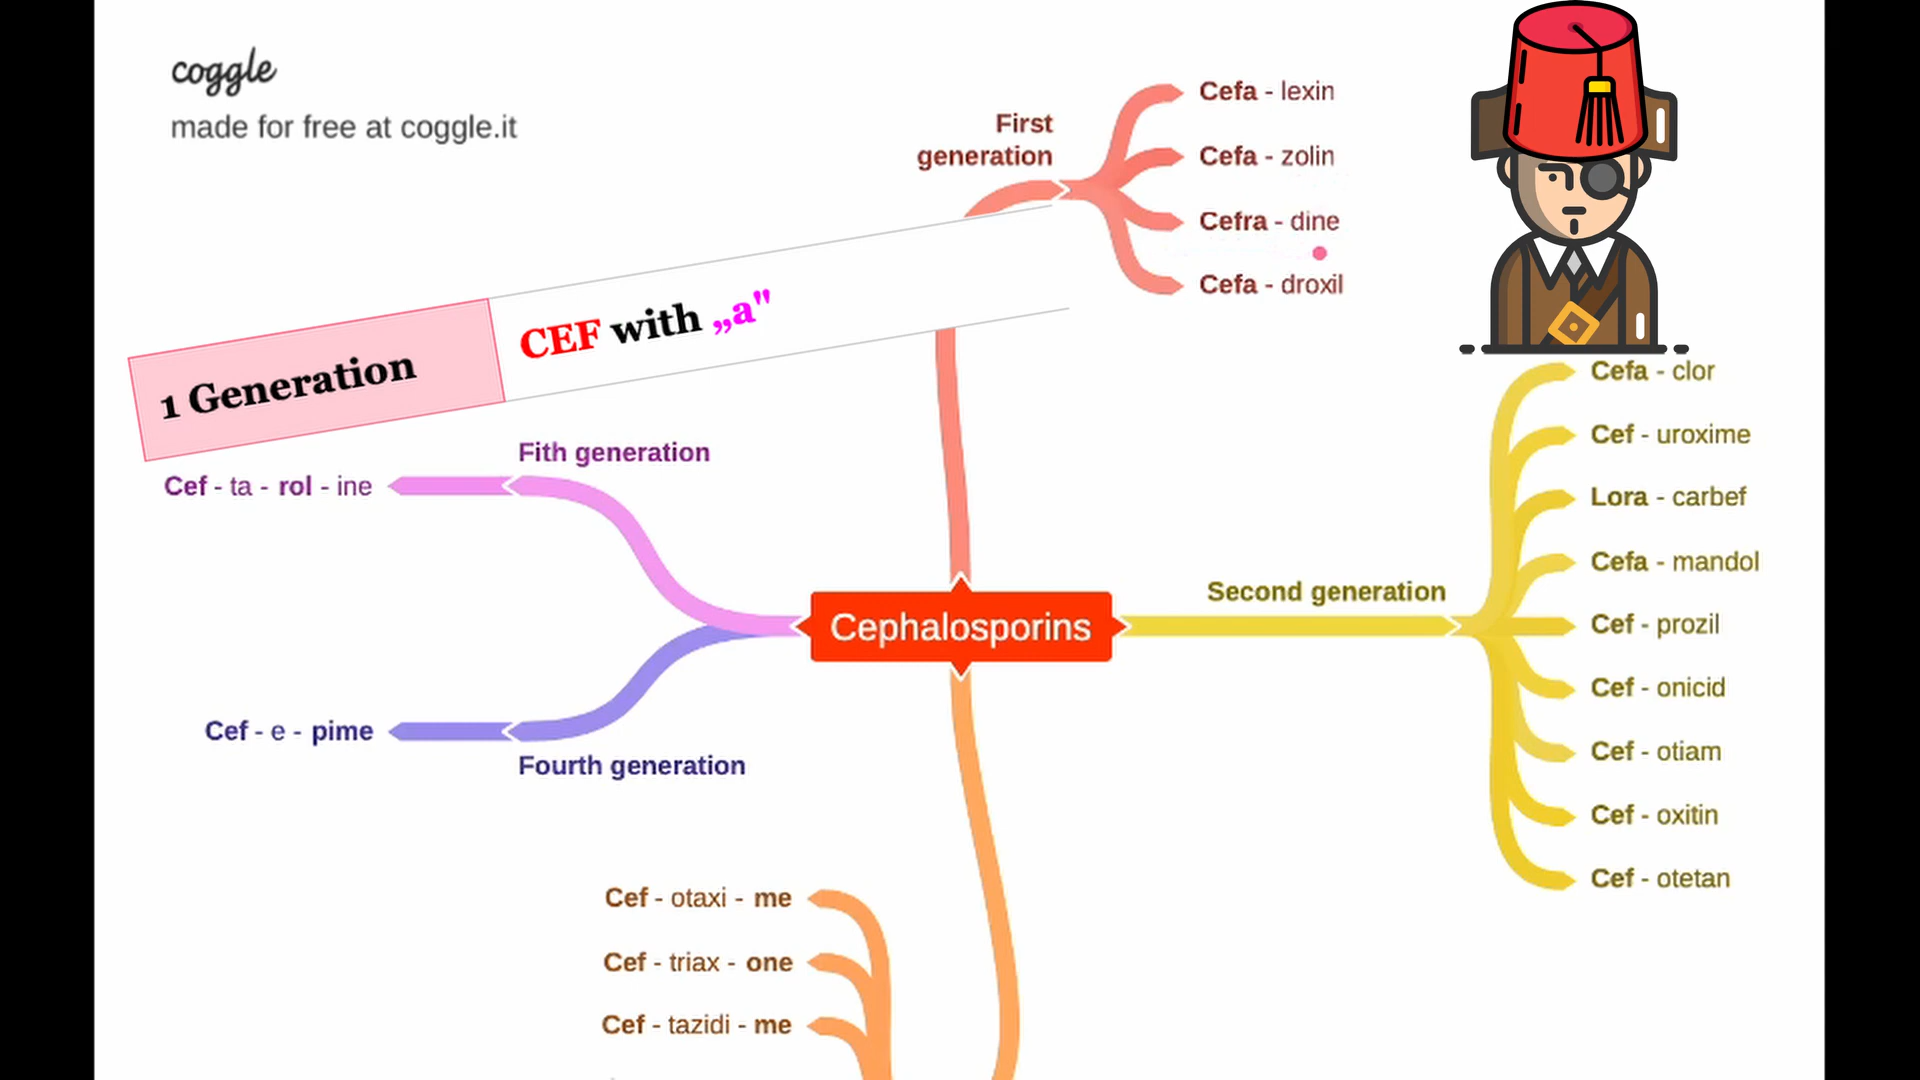 coggle
made for free at coggle.it
First
generation
Cefa - lexin
Cefa - zolin
Cefra - dine
Cefa - droxil
1 Generation
CEF with „a"
Fith generation
Cef - ta - rol - ine
Cephalosporins
Cef - e - pime
Fourth generation
Second generation
Cefa - clor
Cef - uroxime
Lora - carbef
Cefa - mandol
Cef - prozil
Cef - onicid
Cef - otiam
Cef - oxitin
Cef - otetan
Cef - otaxi - me
Cef - triax - one
Cef - tazidi - me